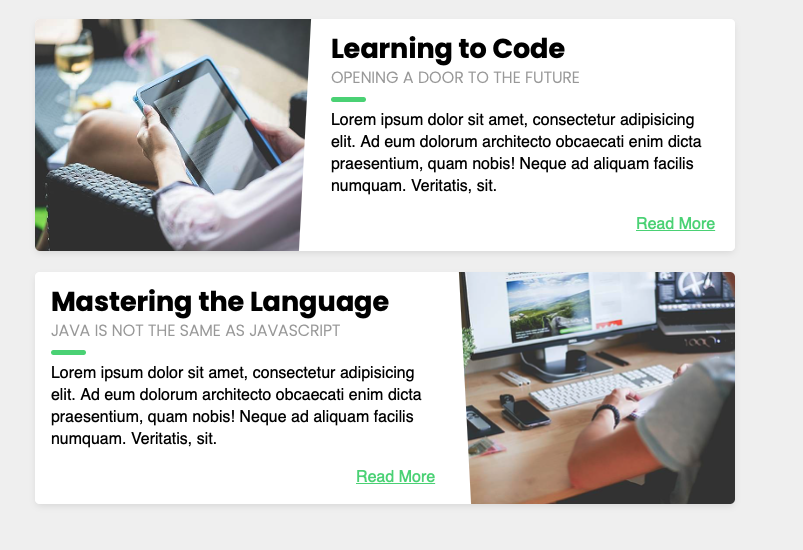 Learning to Code
OPENING A DOOR TO THE FUTURE
Lorem ipsum dolor sit amet, consectetur adipisicing
elit. Ad eum dolorum architecto obcaecati enim dicta
praesentium, quam nobis! Neque ad aliquam facilis
numquam. Veritatis, sit.
Read More
Mastering the Language
JAVA IS NOT THE SAME AS JAVASCRIPT
Lorem ipsum dolor sit amet, consectetur adipisicing
elit. Ad eum dolorum architecto obcaecati enim dicta
praesentium, quam nobis! Neque ad aliquam facilis
numquam. Veritatis, sit.
Read More